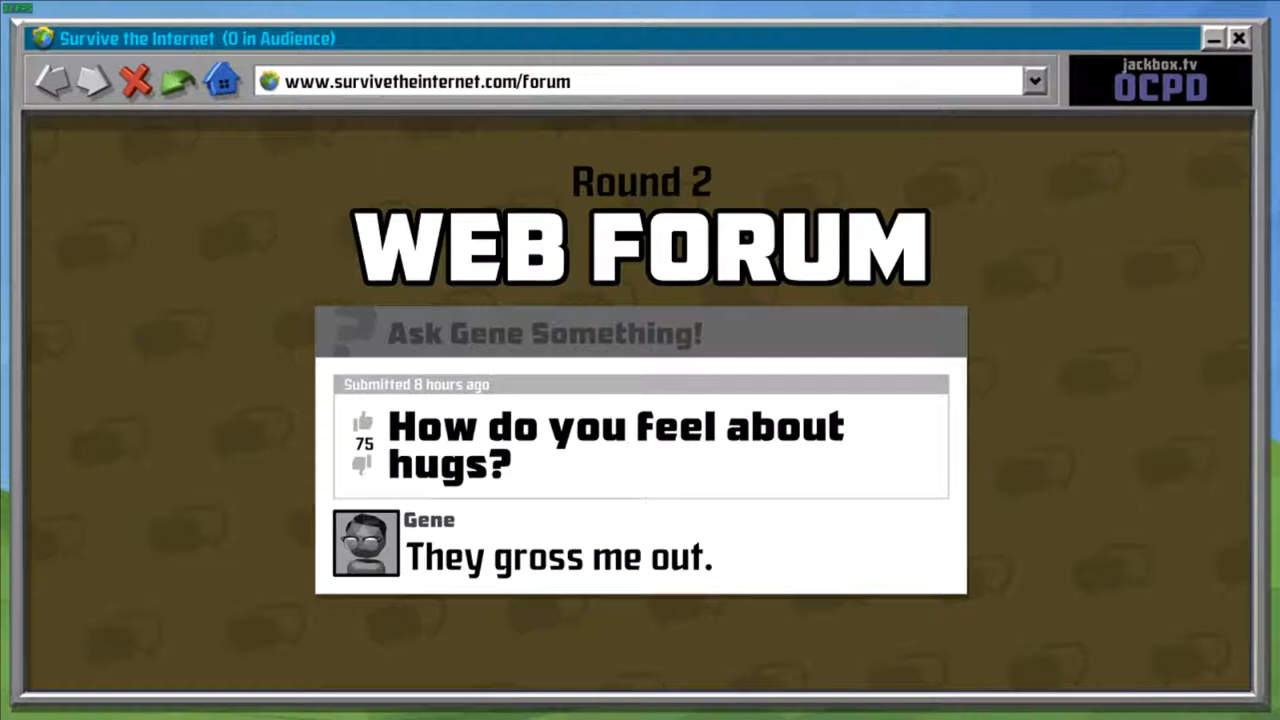 Survive the Internet (0 in Audience)
www.survivetheinternet.com/forum
jackbox.tv
OCPD
Round 2
WEB FORUM
? Ask Gene Something!
Submitted 8 hours ago
How do you feel about
75
hugs?
Gene
They gross me out.